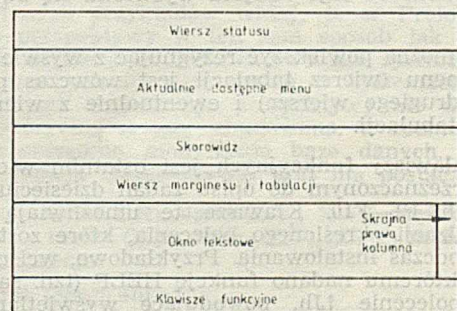 Wiersz statusu
Aktualnie dostępne menu
Skorowidz
Wiersz marginesu i tabulacji
Okno tekstowe
Skrajna
prawa
kolumna
Klawisze funkcyjne